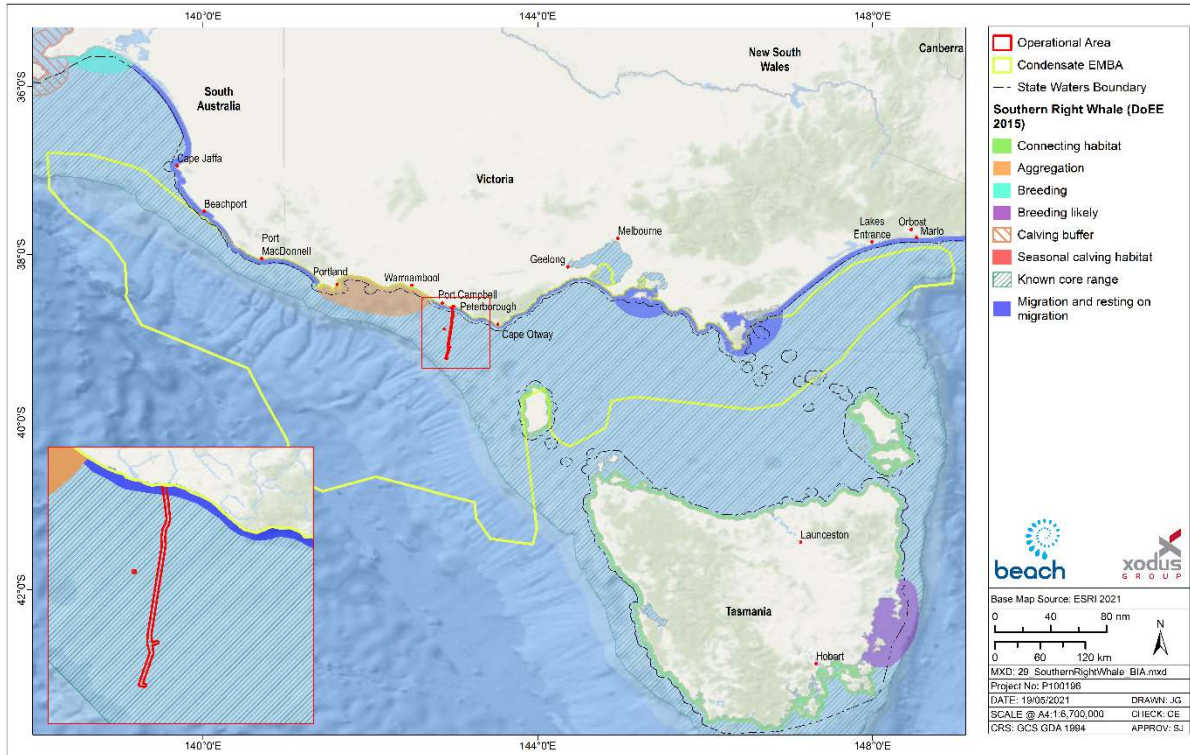 140°0'E
144°0'E
148°0'E
36°0'S
38°0'S
40°0'S
42°0'S
140°0'E
144°0'E
148°0'E
New South
Wales
Canberra
South
Australia
Victoria
Cape Jaffa
Beachport
Port
MacDonnell
Portland
Warrnambool
Port Campbell
Peterborough
Cape Otway
Geelong
Melbourne
Lakes
Entrance
Orbost
Marlo
Launceston
Tasmania
Hobart
Operational Area
Condensate EMBA
State Waters Boundary
Southern Right Whale (DoEE
2015)
Connecting habitat
Aggregation
Breeding
Breeding likely
Calving buffer
Seasonal calving habitat
Known core range
Migration and resting on
migration
beach
xodus
GROUP
Base Map Source: ESRI 2021
0 40 80 nm
0 60 120 km
N
MXD: 29_SouthernRightWhale_BIA.mxd
Project No: P100196
DATE: 19/05/2021 DRAWN: JG
SCALE @ A4:1:6,700,000 CHECK: CE
CRS: GCS GDA 1994 APPROV: SJ